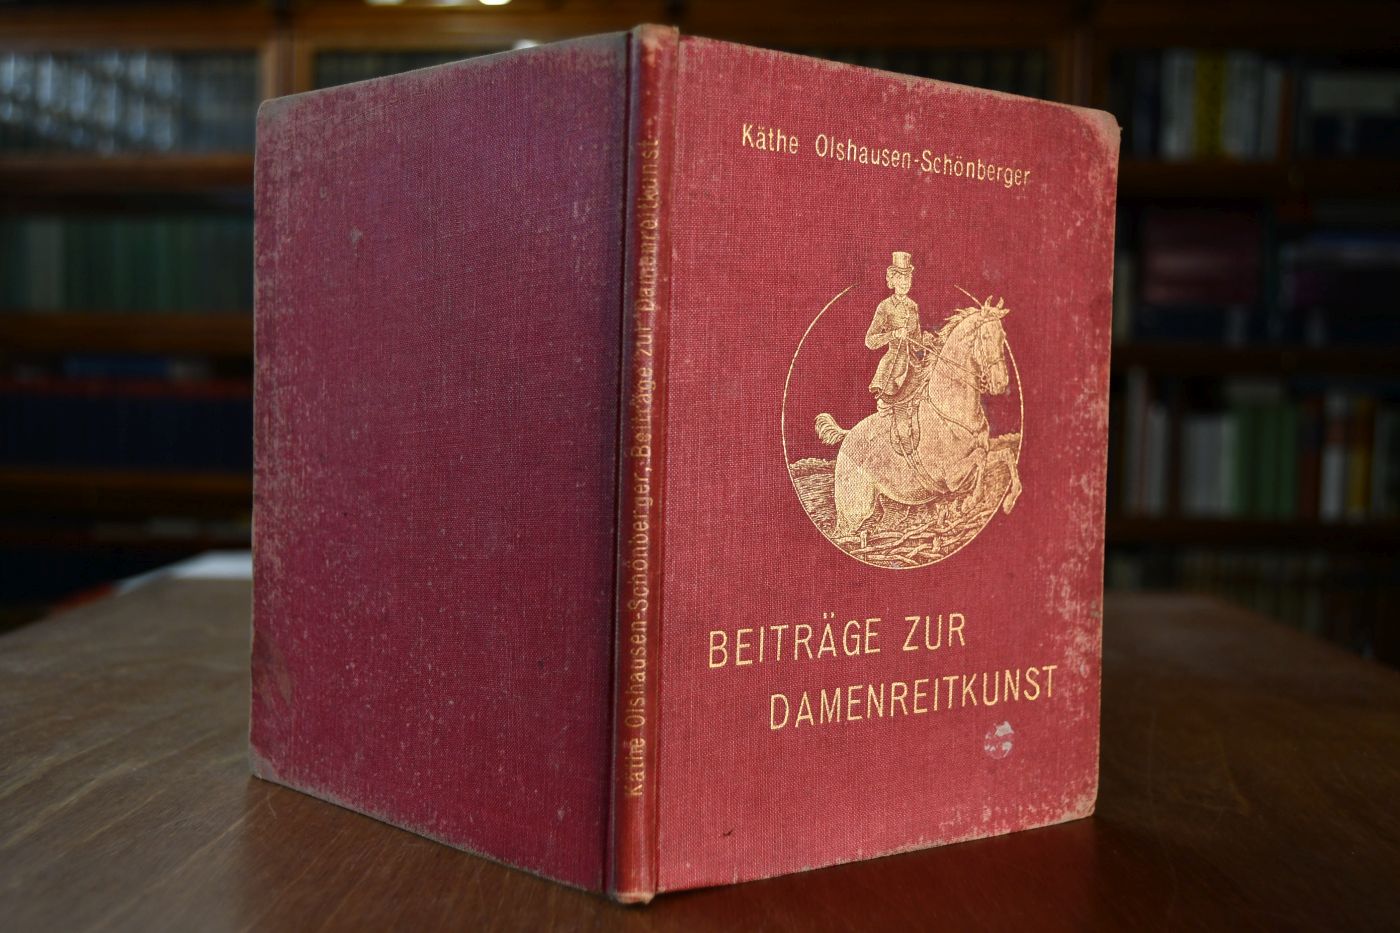 Käthe Olshausen-Schönberger
BEITRÄGE ZUR
DAMENREITKUNST
Käthe Olshausen-Schönberger, Beiträge zur Damenreitkunst